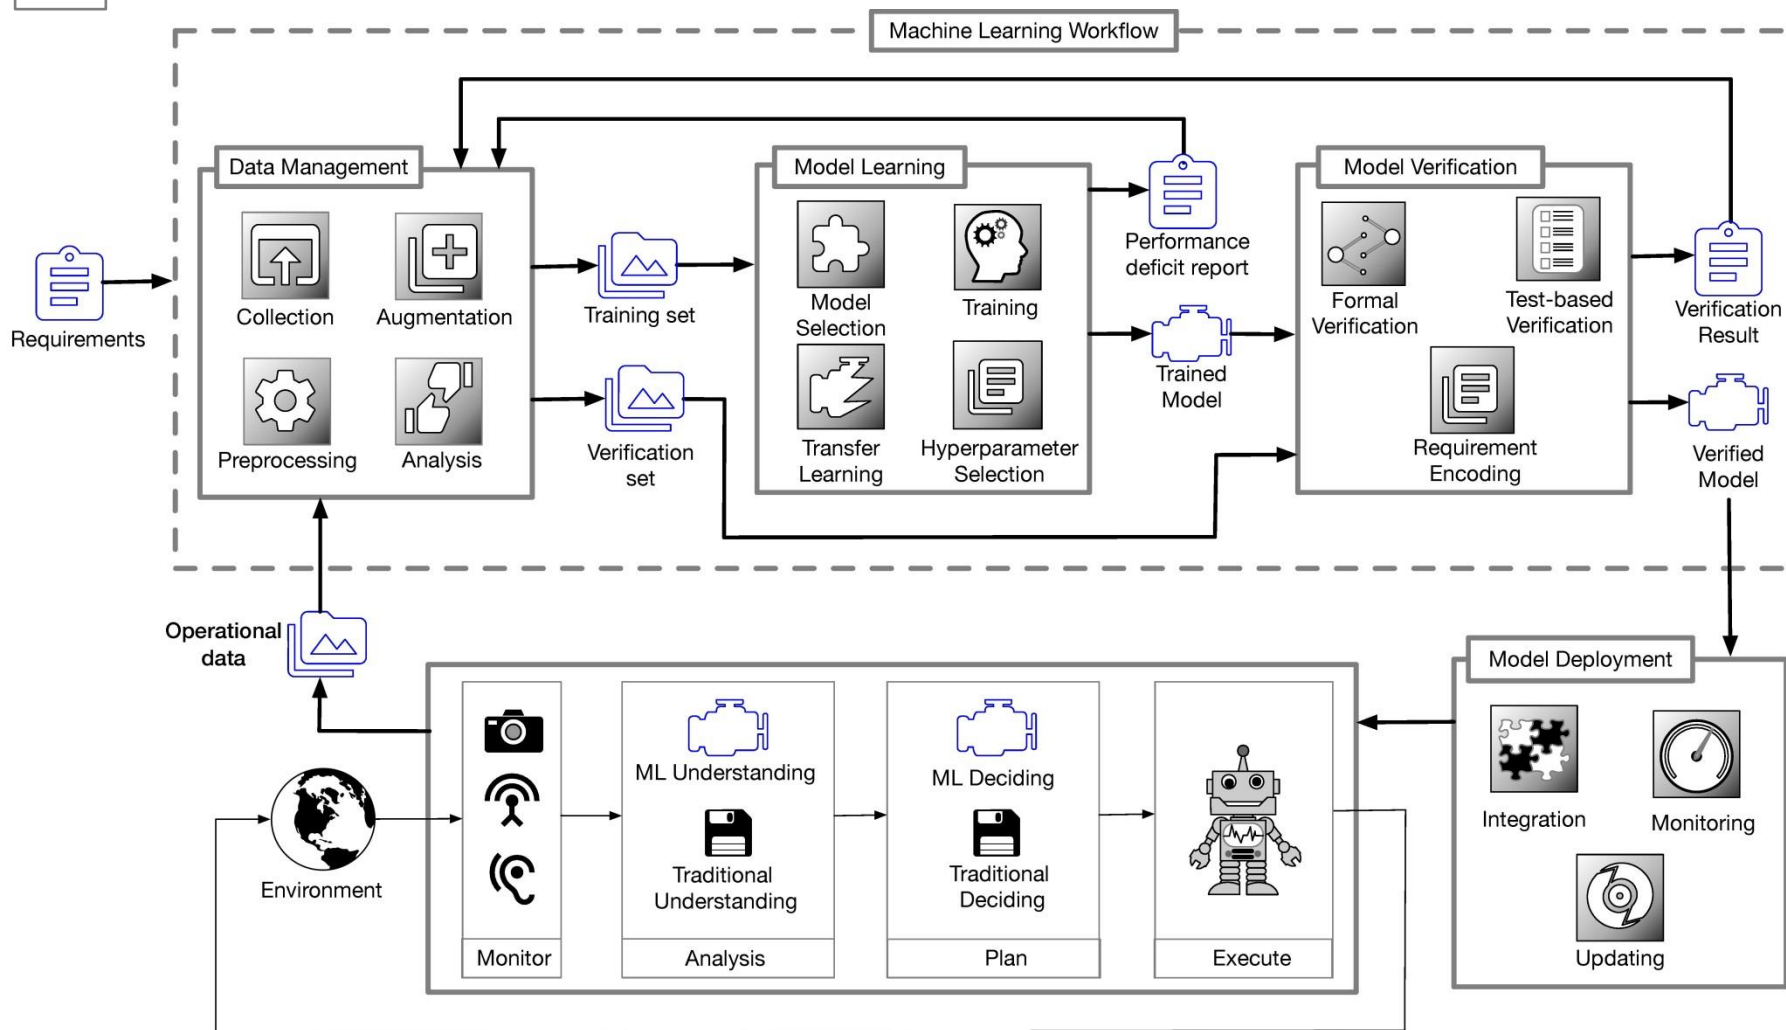 Machine Learning Workflow
Data Management
Model Learning
Model Verification
Collection
Augmentation
Preprocessing
Analysis
Requirements
Training set
Verification
set
Model
Selection
Training
Transfer
Learning
Hyperparameter
Selection
Performance
deficit report
Trained
Model
Formal
Verification
Test-based
Verification
Requirement
Encoding
Verification
Result
Verified
Model
Operational
data
Environment
ML Understanding
Traditional
Understanding
ML Deciding
Traditional
Deciding
Monitor
Analysis
Plan
Execute
Model Deployment
Integration
Monitoring
Updating